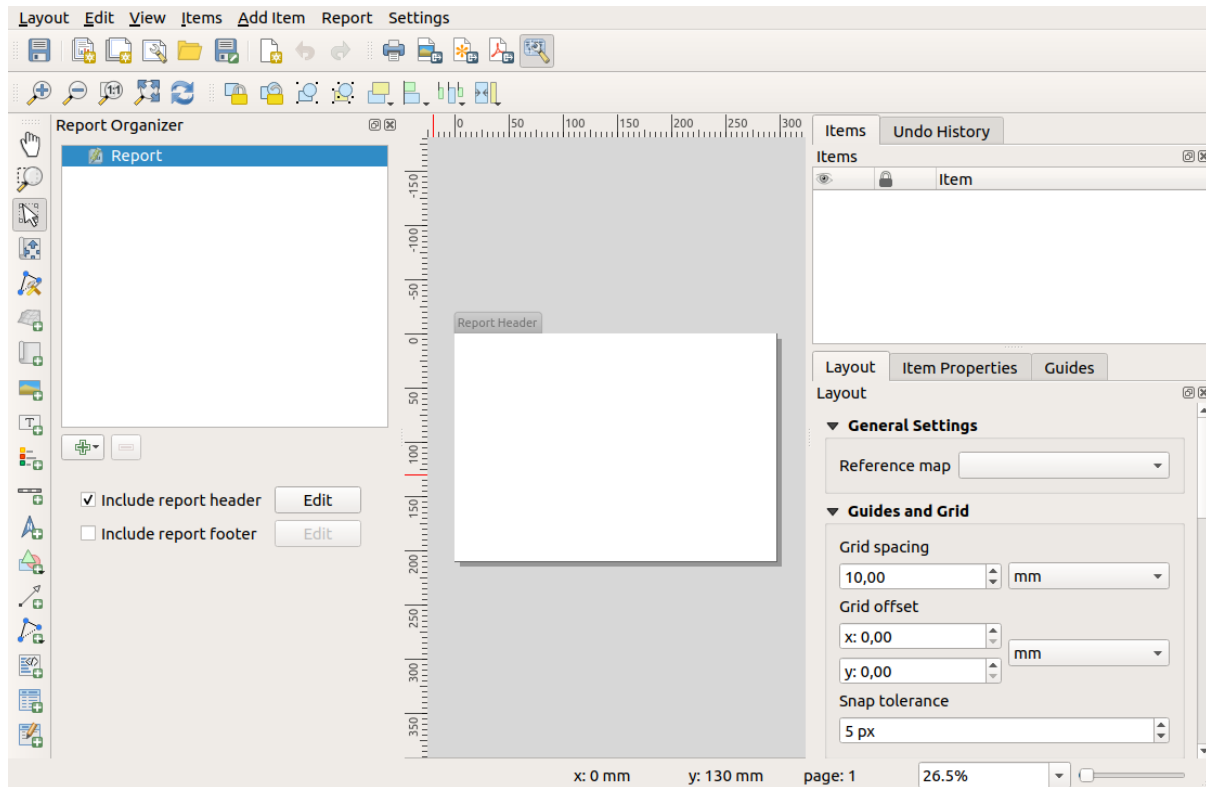 Layout Edit View Items Add Item Report Settings
1:1
Report Organizer
Report
Include report header Edit
Include report footer Edit
0 50 100 150 200 250 300
-150
-100
-50
0
50
100
150
200
250
300
350
Report Header
Items Undo History
Items
Item
Layout Item Properties Guides
Layout
General Settings
Reference map
Guides and Grid
Grid spacing
10,00 mm
Grid offset
x: 0,00
mm
y: 0,00
Snap tolerance
5 px
x: 0 mm y: 130 mm page: 1 26.5%